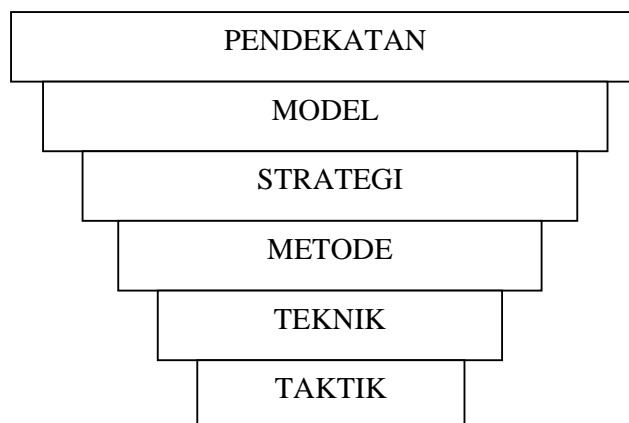 PENDEKATAN
MODEL
STRATEGI
METODE
TEKNIK
TAKTIK